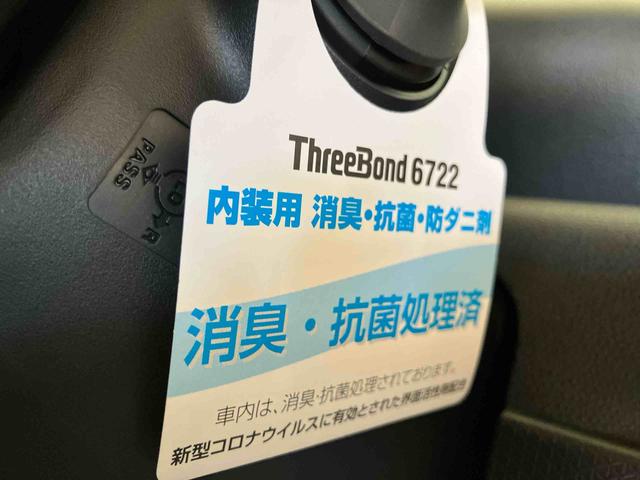 ThreeBond 6722
内装用 消臭・抗菌・防ダニ剤
消臭・抗菌処理済
車内は、消臭・抗菌処理されております。
新型コロナウイルスに有効とされた界面活性剤配合
PASS